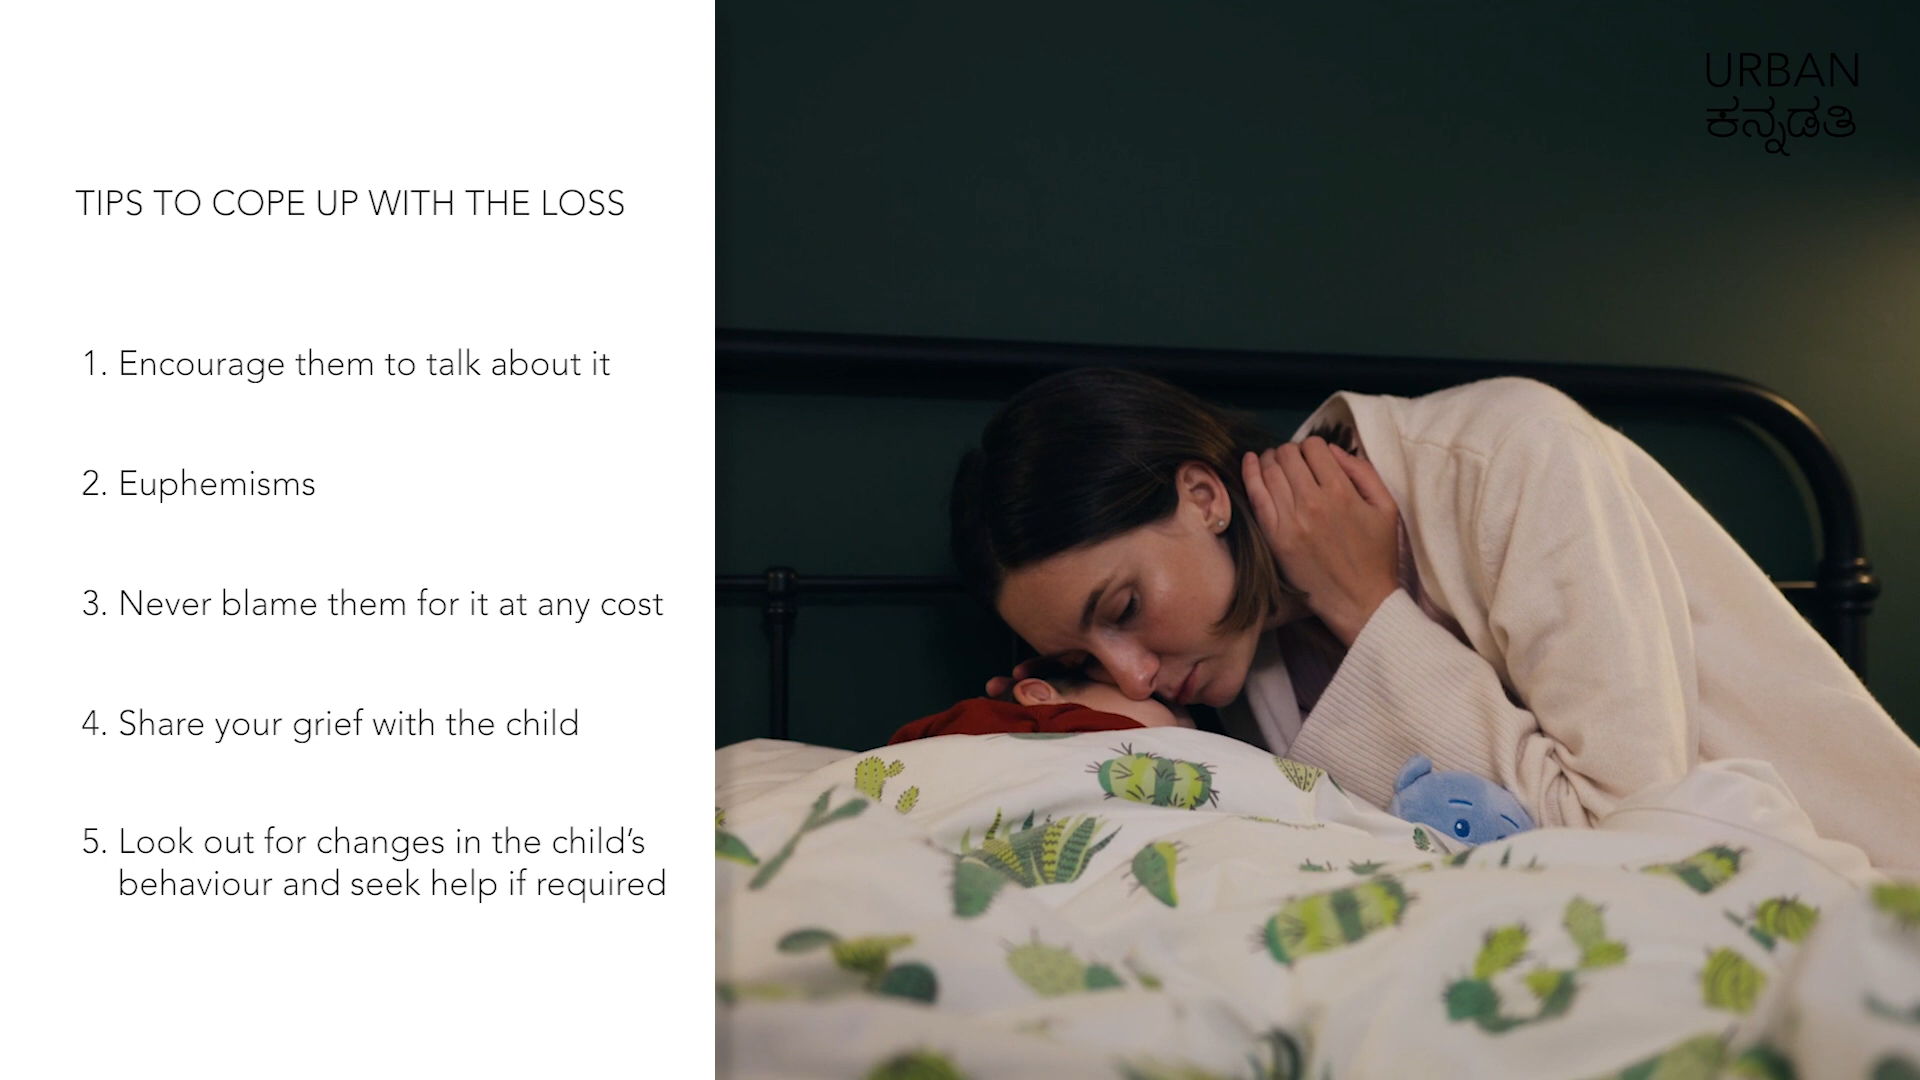 URBAN
ಕನ್ನಡತಿ
TIPS TO COPE UP WITH THE LOSS
1. Encourage them to talk about it
2. Euphemisms
3. Never blame them for it at any cost
4. Share your grief with the child
5. Look out for changes in the child’s
behaviour and seek help if required